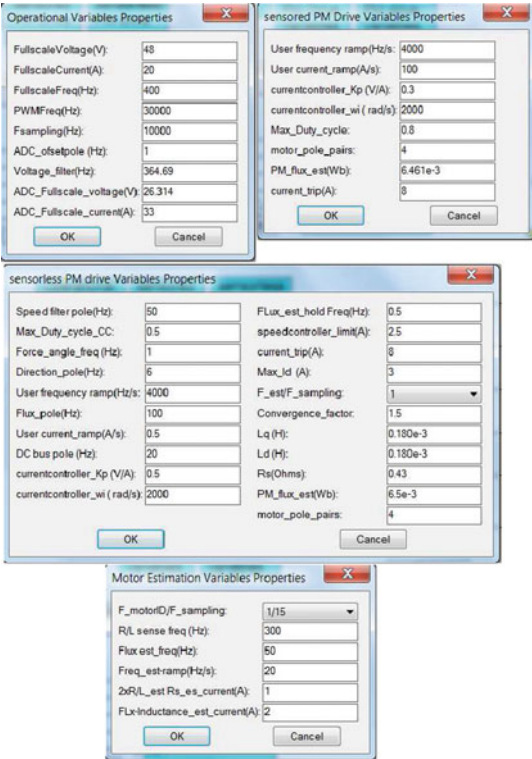 Operational Variables Properties
X
FullscaleVoltage(V): 48
FullscaleCurrent(A): 20
FullscaleFreq(Hz): 400
PWMFreq(Hz): 30000
Fsampling(Hz): 10000
ADC_ofsetpole (Hz): 1
Voltage_filter(Hz): 364.69
ADC_Fullscale_voltage(V): 26.314
ADC_Fullscale_current(A): 33
OK Cancel
sensored PM Drive Variables Properties
X
User frequency ramp(Hz/s: 4000
User current_ramp(A/s): 100
currentcontroller_Kp (V/A): 0.3
currentcontroller_wi ( rad/s): 2000
Max_Duty_cycle: 0.8
motor_pole_pairs: 4
PM_flux_est(Wb): 6.461e-3
current_trip(A): 8
OK Cancel
sensorless PM drive Variables Properties
X
Speed filter pole(Hz): 50
Max_Duty_cycle_CC: 0.5
Force_angle_freq (Hz): 1
Direction_pole(Hz): 6
User frequency ramp(Hz/s: 4000
Flux_pole(Hz): 100
User current_ramp(A/s): 0.5
DC bus pole (Hz): 20
currentcontroller_Kp (V/A): 0.5
currentcontroller_wi ( rad/s): 2000
FLux_est_hold Freq(Hz): 0.5
speedcontroller_limit(A): 2.5
current_trip(A): 8
Max_Id (A): 3
F_est/F_sampling: 1
Convergence_factor: 1.5
Lq (H): 0.180e-3
Ld (H): 0.180e-3
Rs(Ohms): 0.43
PM_flux_est(Wb): 6.5e-3
motor_pole_pairs: 4
OK Cancel
Motor Estimation Variables Properties
X
F_motorID/F_sampling: 1/15
R/L sense freq (Hz): 300
Flux est_freq(Hz): 50
Freq_est-ramp(Hz/s): 20
2xR/L_est Rs_es_current(A): 1
FLx-Inductance_est_current(A): 2
OK Cancel